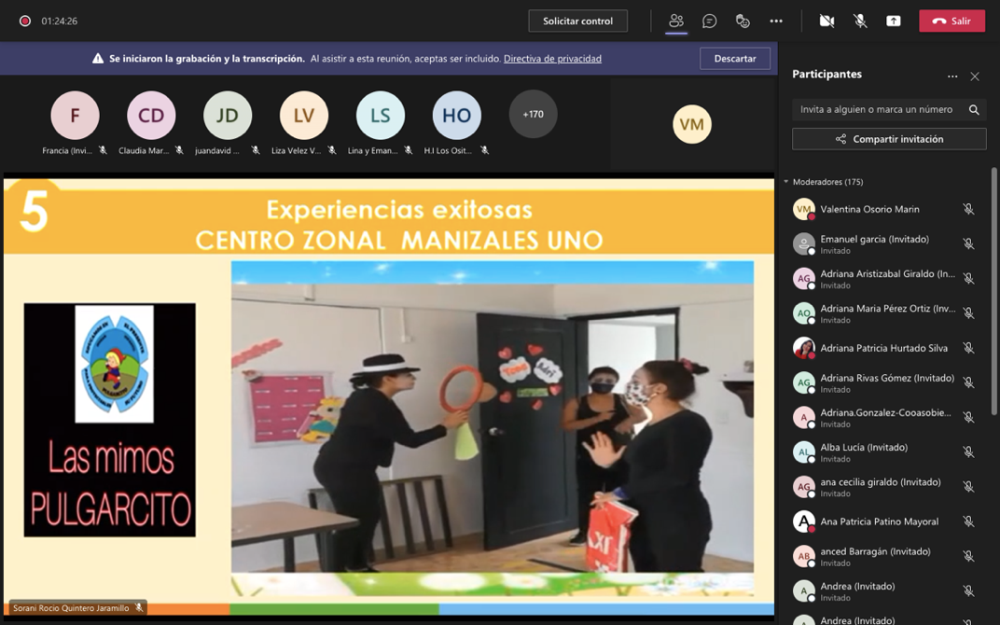 01:24:26
Solicitar control
Salir
Se iniciaron la grabación y la transcripción. Al asistir a esta reunión, aceptas ser incluido. Directiva de privacidad
Descartar
F
CD
JD
LV
LS
HO
+170
VM
Francia (Invi...
Claudia Mar...
juandavid ...
Liza Velez V...
Lina y Eman...
H.I Los Osit...
5
Experiencias exitosas
CENTRO ZONAL MANIZALES UNO
Las mimos
PULGARCITO
Sorani Rocio Quintero Jaramillo
Participantes
Invita a alguien o marca un número
Compartir invitación
Moderadores (175)
VM
Valentina Osorio Marin
Emanuel garcia (Invitado)
Invitado
AG
Adriana Aristizabal Giraldo (In...
Invitado
AO
Adriana Maria Pérez Ortiz (Inv...
Invitado
Adriana Patricia Hurtado Silva
AG
Adriana Rivas Gómez (Invitado)
Invitado
A
Adriana.Gonzalez-Cooasobie...
Invitado
AL
Alba Lucía (Invitado)
Invitado
AG
ana cecilia giraldo (Invitado)
Invitado
A
Ana Patricia Patino Mayoral
AB
anced Barragán (Invitado)
Invitado
A
Andrea (Invitado)
Invitado
Andrea (Invitado)